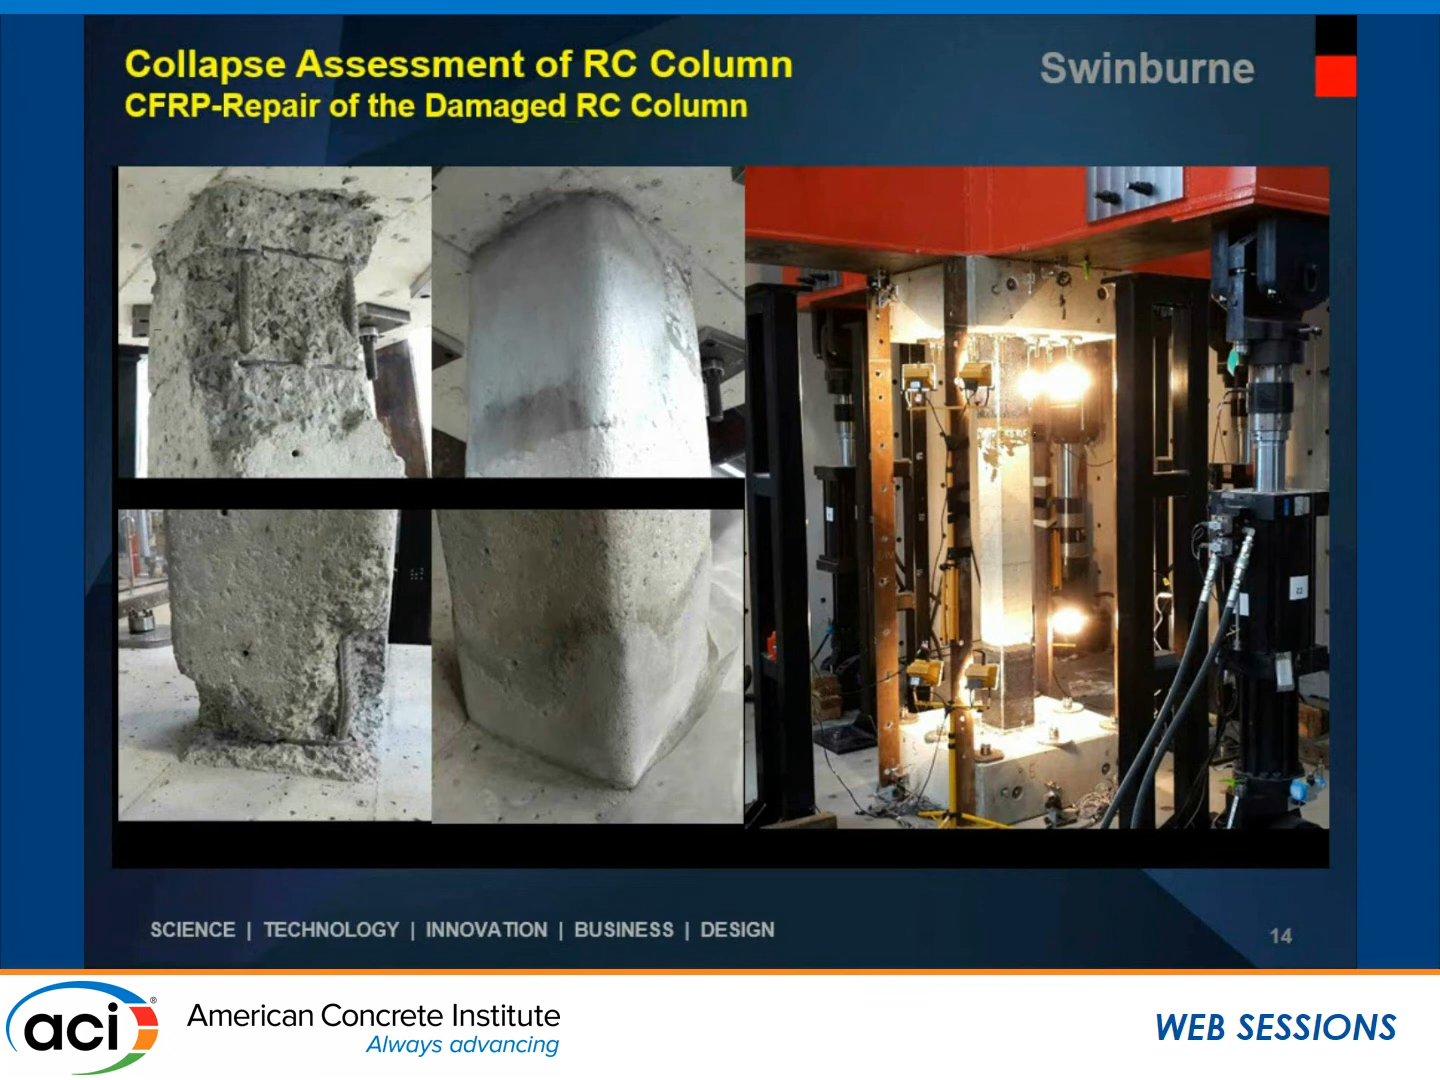 Collapse Assessment of RC Column
CFRP-Repair of the Damaged RC Column
Swinburne
22
SCIENCE | TECHNOLOGY | INNOVATION | BUSINESS | DESIGN
14
aci®
American Concrete Institute
Always advancing
WEB SESSIONS